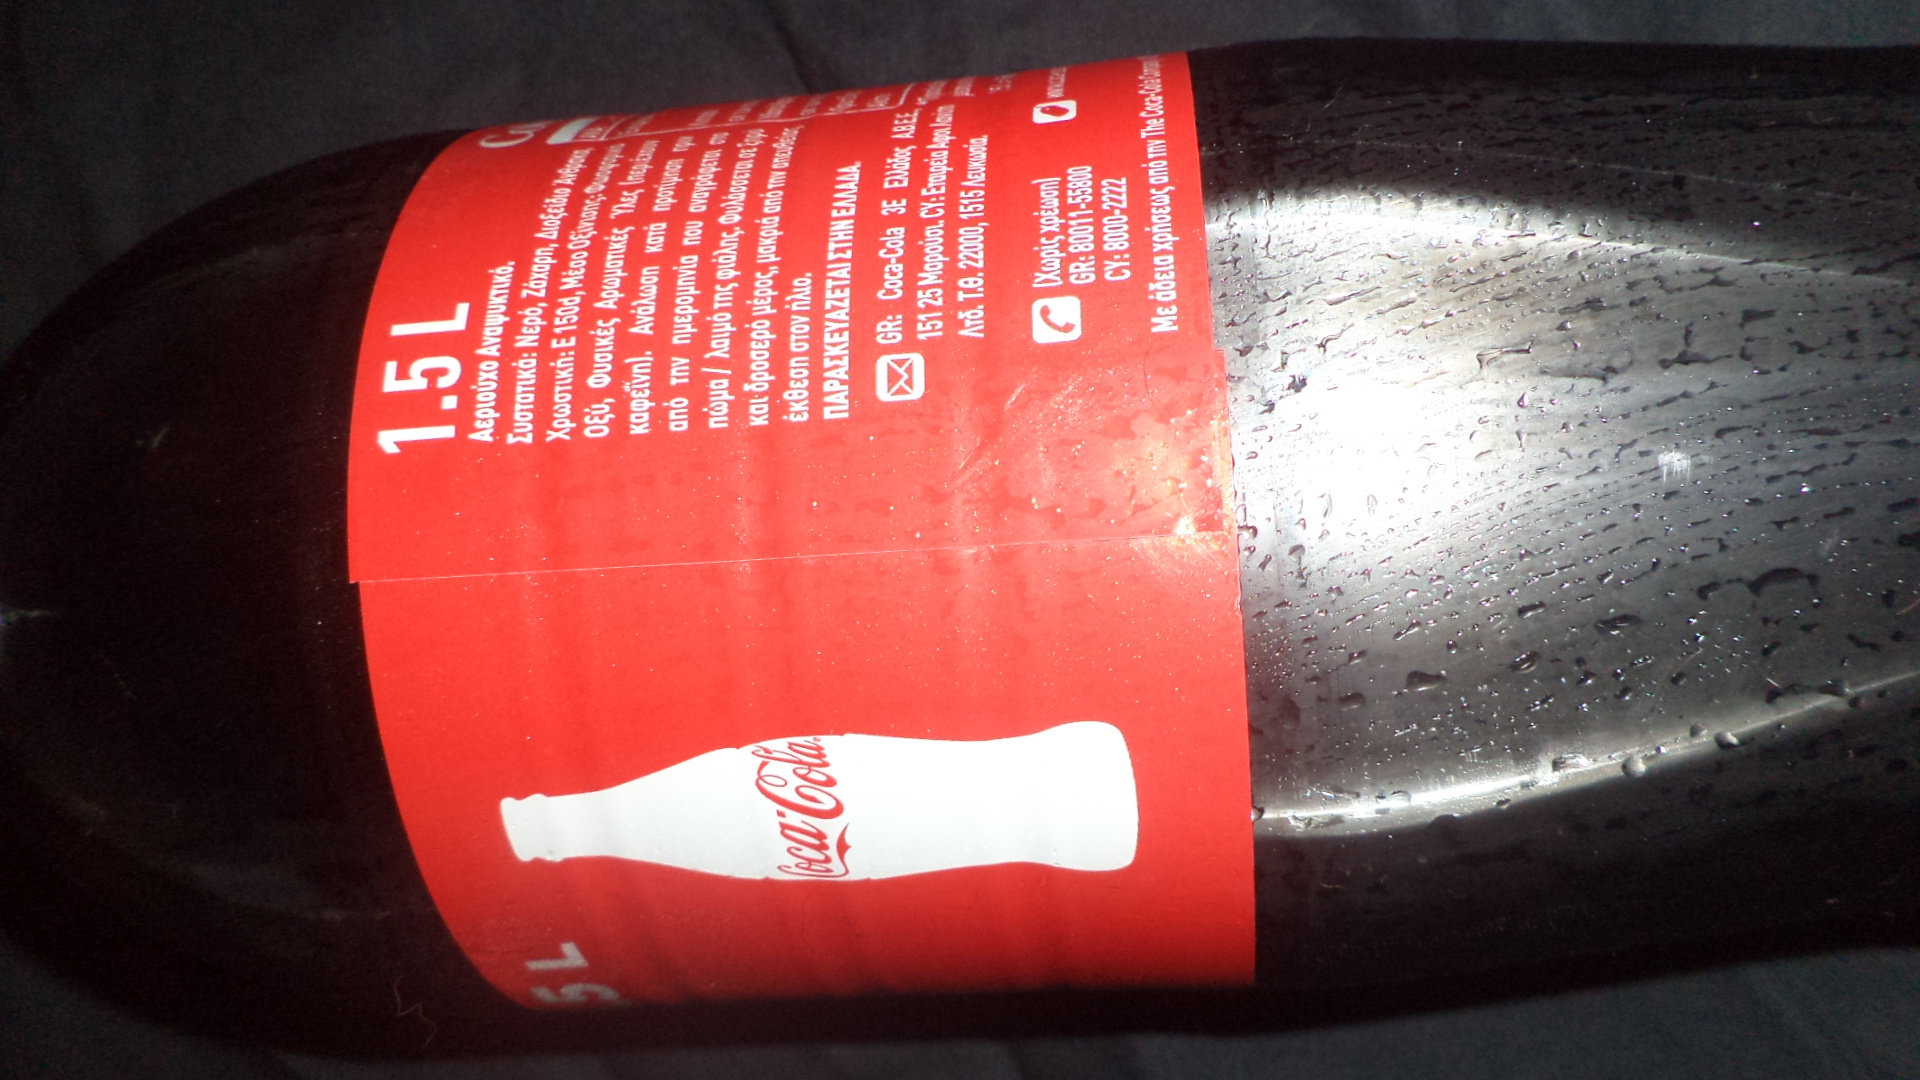 1.5 L
Αεριούχο Αναψυκτικό.
Συστατικά: Νερό, Ζάχαρη, Διοξείδιο Άνθρακα
Χρωστική: Ε 150d, Μέσο Οξίνισης: Φωσφορικό
Οξύ, Φυσικές Αρωματικές Ύλες (περιέχουν
καφεΐνη). Ανάλωση κατά προτίμηση πριν
από την ημερομηνία που αναγράφεται στο
πώμα / λαιμό της φιάλης. Φυλάσσεται σε ξηρό
και δροσερό μέρος, μακριά από την απευθείας
έκθεση στον ήλιο.
ΠΑΡΑΣΚΕΥΑΖΕΤΑΙ ΣΤΗΝ ΕΛΛΑΔΑ.
GR: Coca-Cola 3E Ελλάδος Α.Β.Ε.Ε.,
151 25 Μαρούσι. CY: Εταιρεία Αφοί Λανίτη
Λτδ. Τ.Θ. 22000, 1515 Λευκωσία.
(Χωρίς χρέωση)
GR: 80011-55800
CY: 8000-2222
Με άδεια χρήσεως από την The Coca-Cola
Coca-Cola
5 L